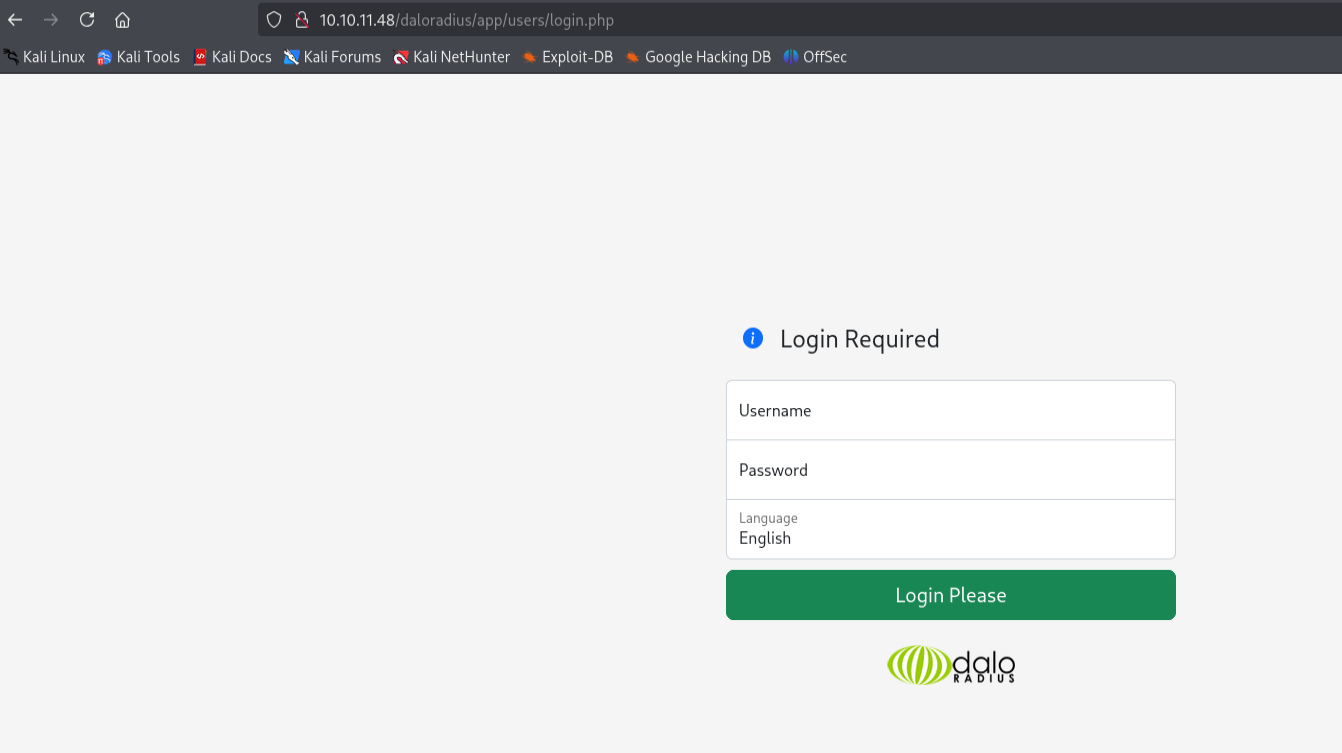 10.10.11.48/daloradius/app/users/login.php
Kali Linux Kali Tools Kali Docs Kali Forums Kali NetHunter Exploit-DB Google Hacking DB OffSec
Login Required
Username
Password
Language
English
Login Please
dalo
RADIUS